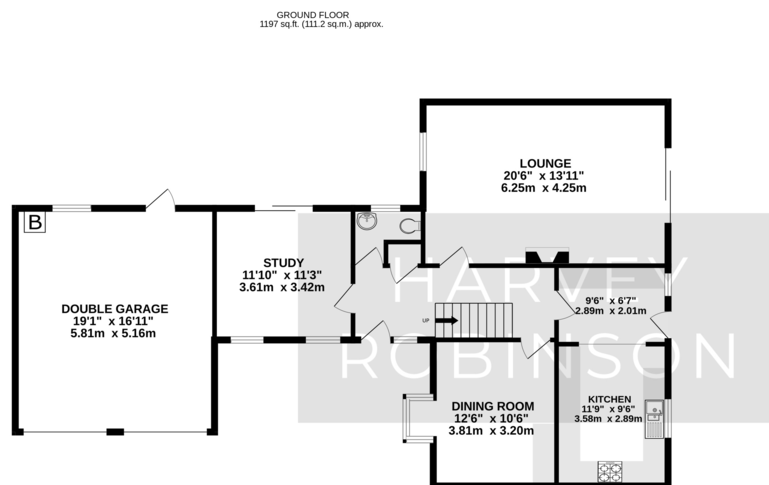 GROUND FLOOR
1197 sq.ft. (111.2 sq.m.) approx.
LOUNGE
20'6" x 13'11"
6.25m x 4.25m
B
STUDY
11'10" x 11'3"
3.61m x 3.42m
DOUBLE GARAGE
19'1" x 16'11"
5.81m x 5.16m
HARVEY
ROBINSON
9'6" x 6'7"
2.89m x 2.01m
UP
DINING ROOM
12'6" x 10'6"
3.81m x 3.20m
KITCHEN
11'9" x 9'6"
3.58m x 2.89m